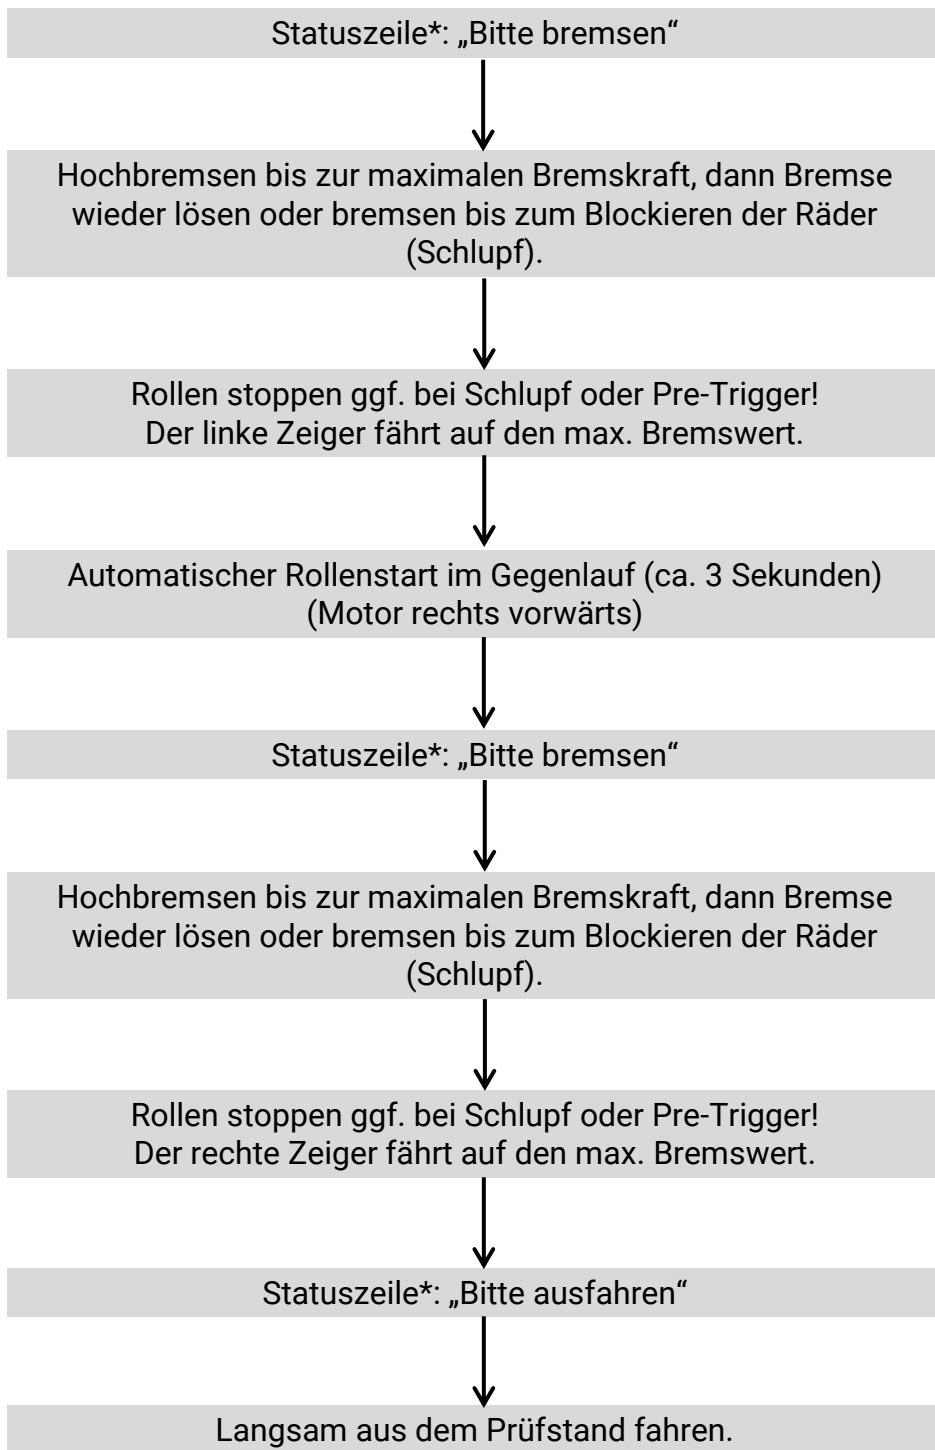 Statuszeile*: „Bitte bremsen“
Hochbremsen bis zur maximalen Bremskraft, dann Bremse
wieder lösen oder bremsen bis zum Blockieren der Räder
(Schlupf).
Rollen stoppen ggf. bei Schlupf oder Pre-Trigger!
Der linke Zeiger fährt auf den max. Bremswert.
Automatischer Rollenstart im Gegenlauf (ca. 3 Sekunden)
(Motor rechts vorwärts)
Statuszeile*: „Bitte bremsen“
Hochbremsen bis zur maximalen Bremskraft, dann Bremse
wieder lösen oder bremsen bis zum Blockieren der Räder
(Schlupf).
Rollen stoppen ggf. bei Schlupf oder Pre-Trigger!
Der rechte Zeiger fährt auf den max. Bremswert.
Statuszeile*: „Bitte ausfahren“
Langsam aus dem Prüfstand fahren.